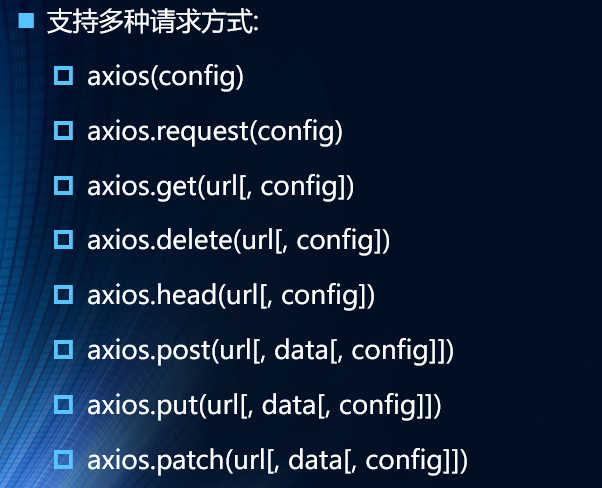 支持多种请求方式:
axios(config)
axios.request(config)
axios.get(url[, config])
axios.delete(url[, config])
axios.head(url[, config])
axios.post(url[, data[, config]])
axios.put(url[, data[, config]])
axios.patch(url[, data[, config]])